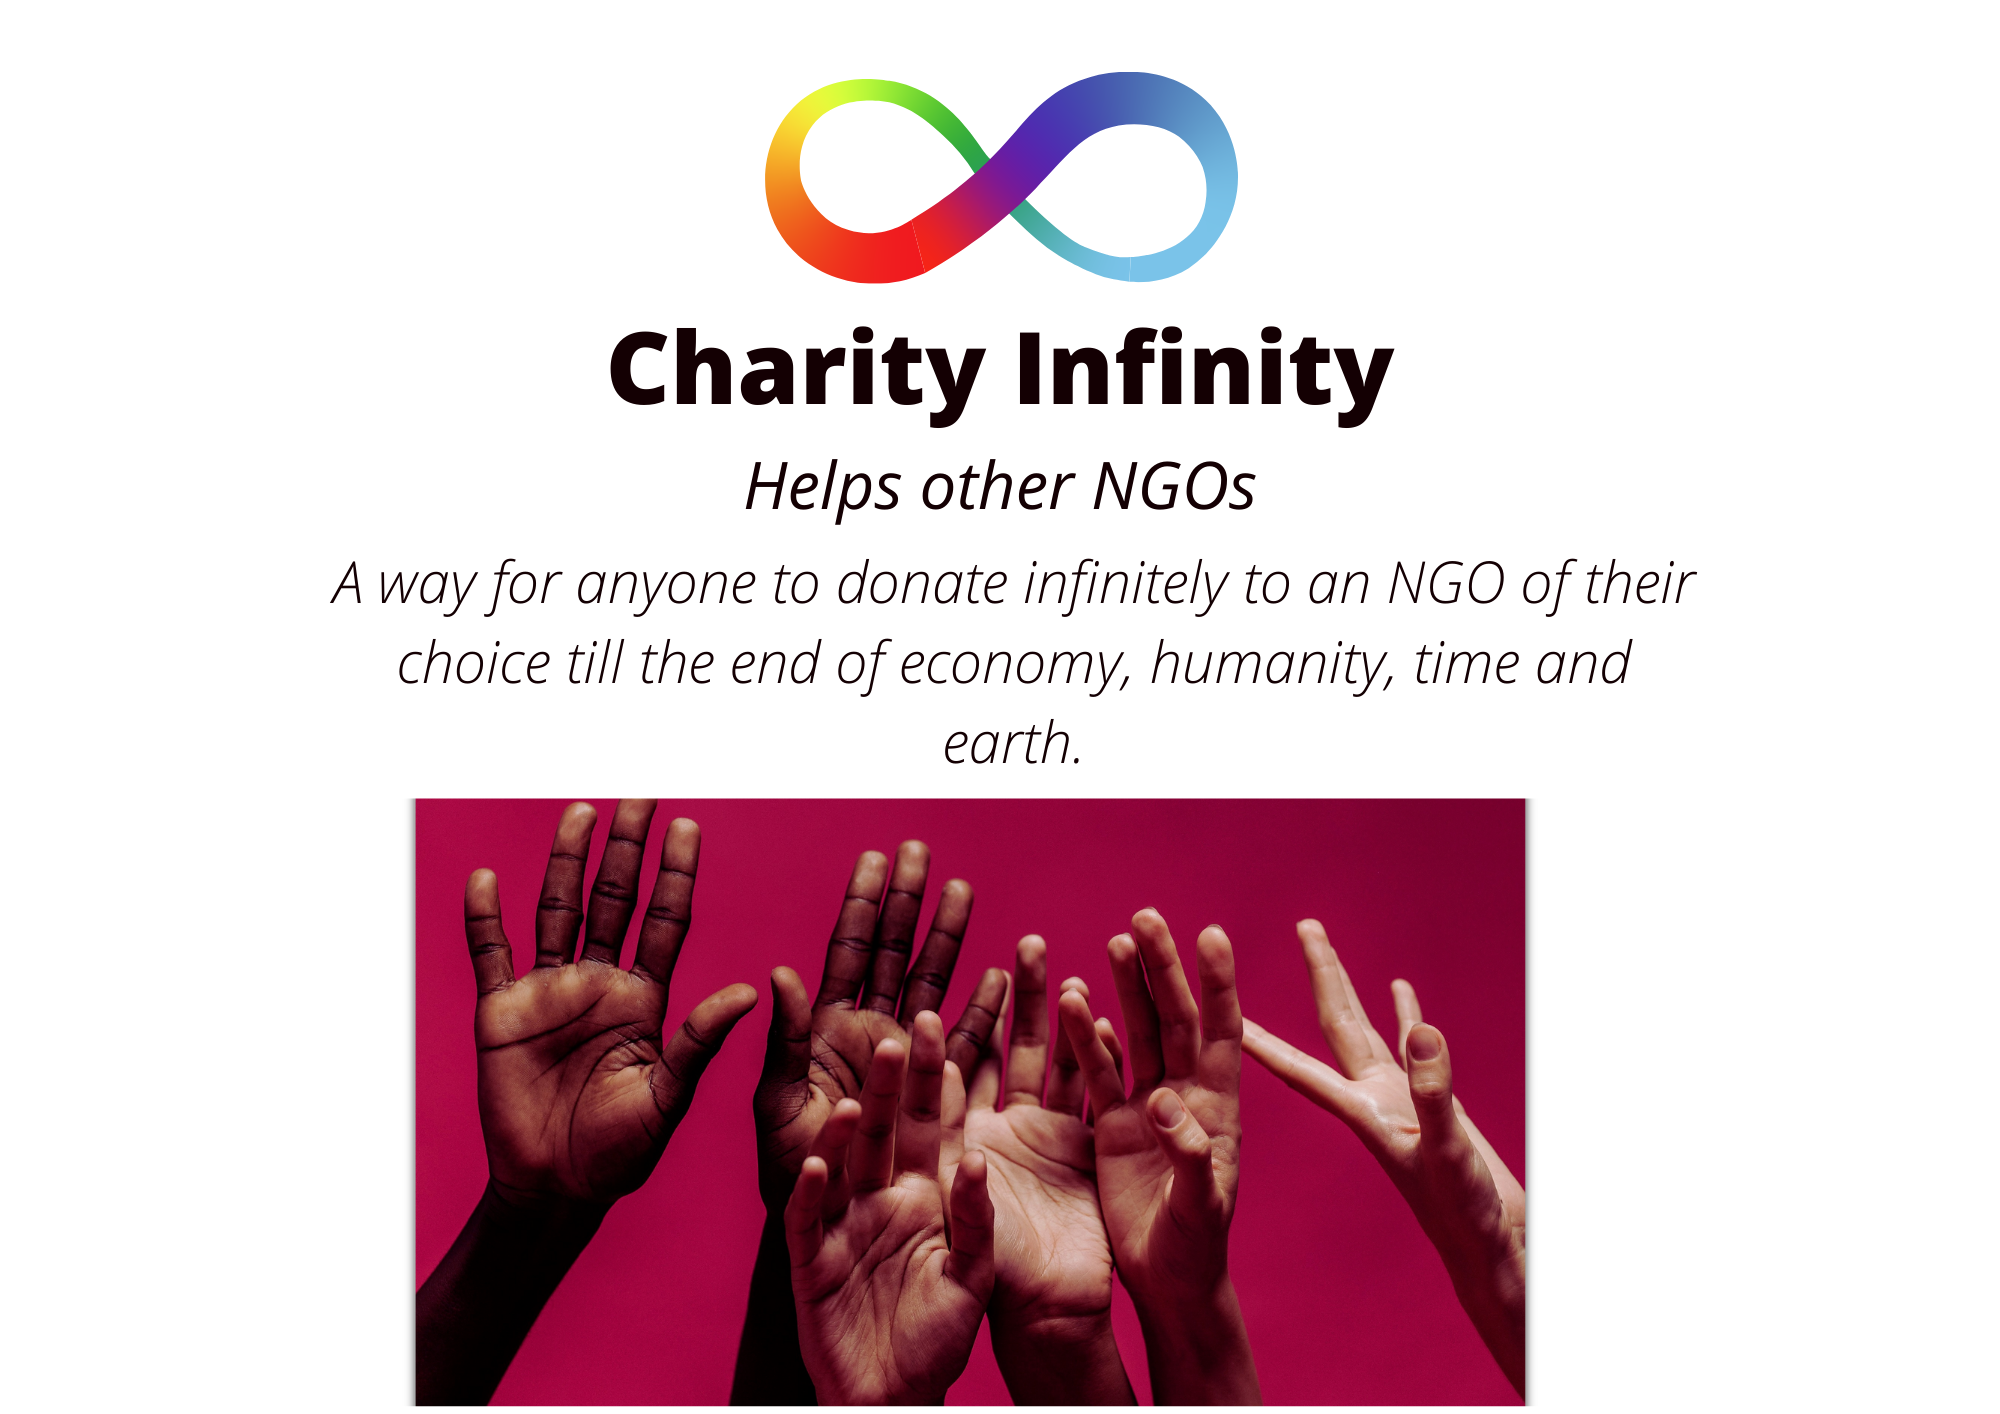 Charity Infinity
Helps other NGOs
A way for anyone to donate infinitely to an NGO of their
choice till the end of economy, humanity, time and
earth.